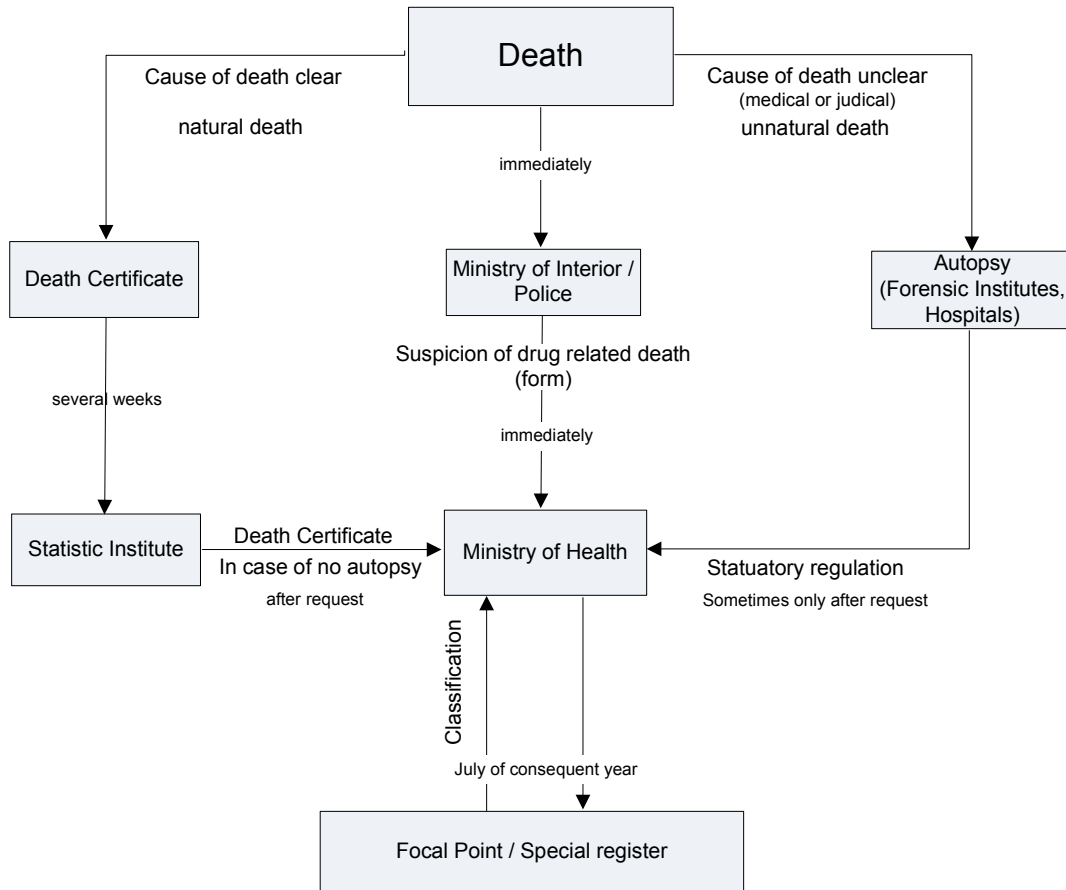 Death
Cause of death clear
natural death
Cause of death unclear
(medical or judical)
unnatural death
immediately
Death Certificate
Ministry of Interior /
Police
Autopsy
(Forensic Institutes,
Hospitals)
Suspicion of drug related death
(form)
several weeks
immediately
Statistic Institute
Death Certificate
In case of no autopsy
after request
Ministry of Health
Statuatory regulation
Sometimes only after request
Classification
July of consequent year
Focal Point / Special register